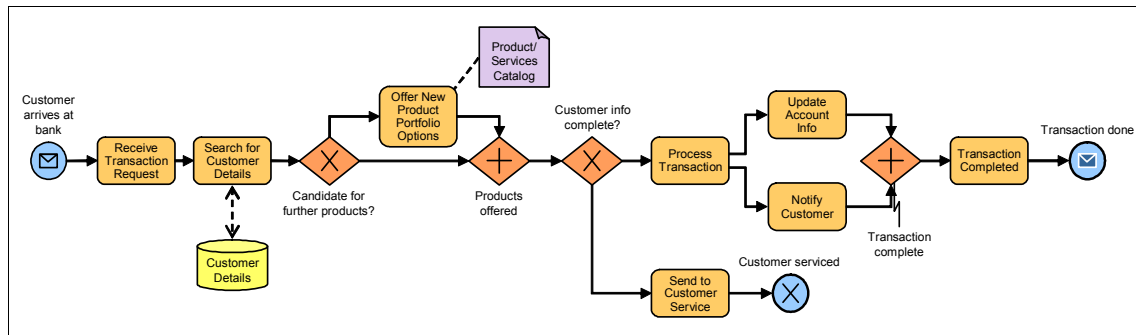 Customer
arrives at
bank
Receive
Transaction
Request
Search for
Customer
Details
Customer
Details
Candidate for
further products?
Offer New
Product
Portfolio
Options
Product/
Services
Catalog
Products
offered
Customer info
complete?
Process
Transaction
Update
Account
Info
Notify
Customer
Transaction
complete
Transaction
Completed
Transaction done
Send to
Customer
Service
Customer serviced